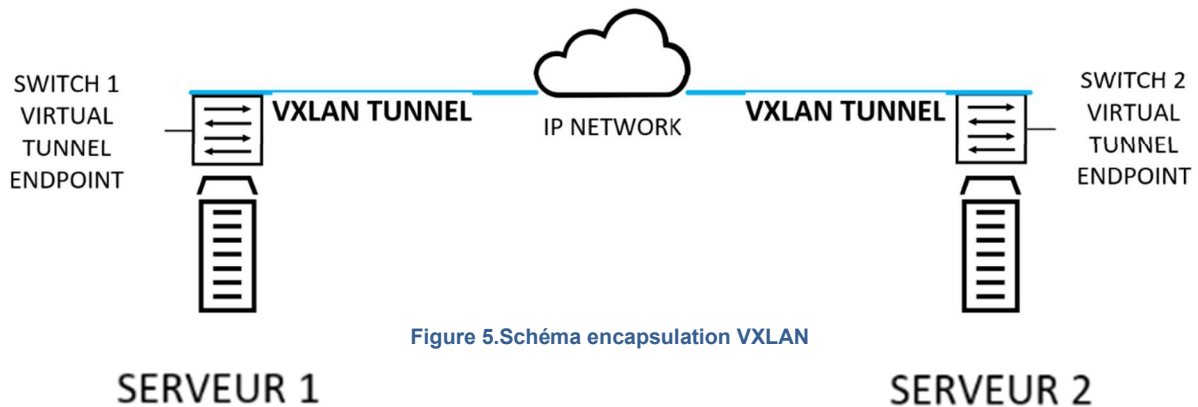 SWITCH 1
VIRTUAL
TUNNEL
ENDPOINT
VXLAN TUNNEL
IP NETWORK
VXLAN TUNNEL
SWITCH 2
VIRTUAL
TUNNEL
ENDPOINT
Figure 5.Schéma encapsulation VXLAN
SERVEUR 1
SERVEUR 2